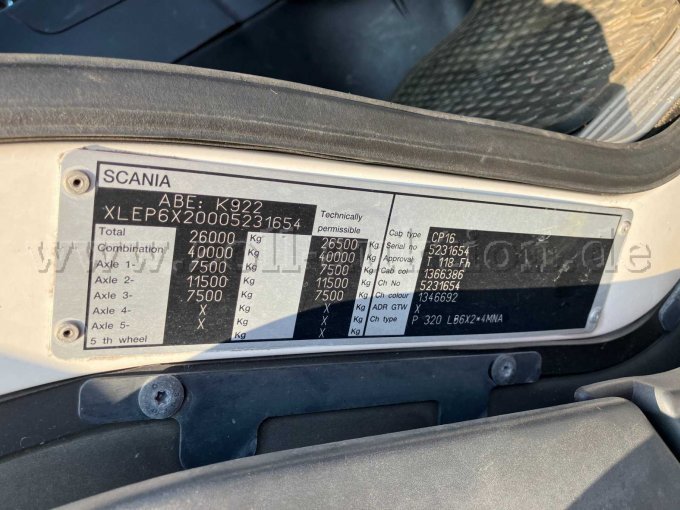 SCANIA
ABE: K922
XLEP6X20005231654
Technically permissible
Total 26000 Kg 26500 Kg
Combination 40000 Kg 40000 Kg
Axle 1- 7500 Kg 7500 Kg
Axle 2- 11500 Kg 11500 Kg
Axle 3- 7500 Kg 7500 Kg
Axle 4- X Kg X Kg
Axle 5- X Kg X Kg
5 th wheel X Kg X Kg
Cab type CP16
Serial no 5231654
Approval T 118 Fh
Cab col 1366386
Ch No 5231654
Ch colour 1346692
ADR GTW X
Ch type P 320 LB6X2*4MNA